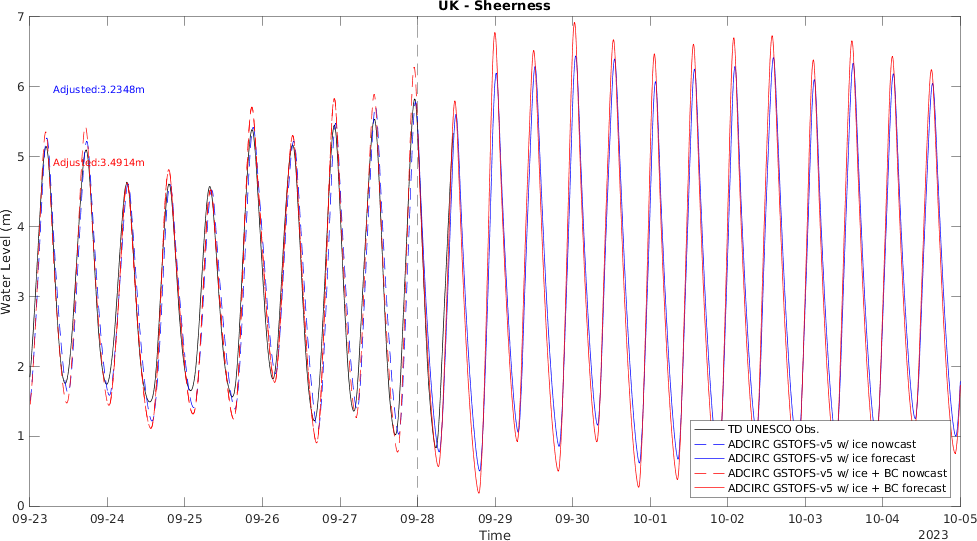 UK - Sheerness
7
6
5
4
3
2
1
0
Water Level (m)
Adjusted:3.2348m
Adjusted:3.4914m
TD UNESCO Obs.
ADCIRC GSTOFS-v5 w/ ice nowcast
ADCIRC GSTOFS-v5 w/ ice forecast
ADCIRC GSTOFS-v5 w/ ice + BC nowcast
ADCIRC GSTOFS-v5 w/ ice + BC forecast
09-23 09-24 09-25 09-26 09-27 09-28 09-29 09-30 10-01 10-02 10-03 10-04 10-05
Time
2023